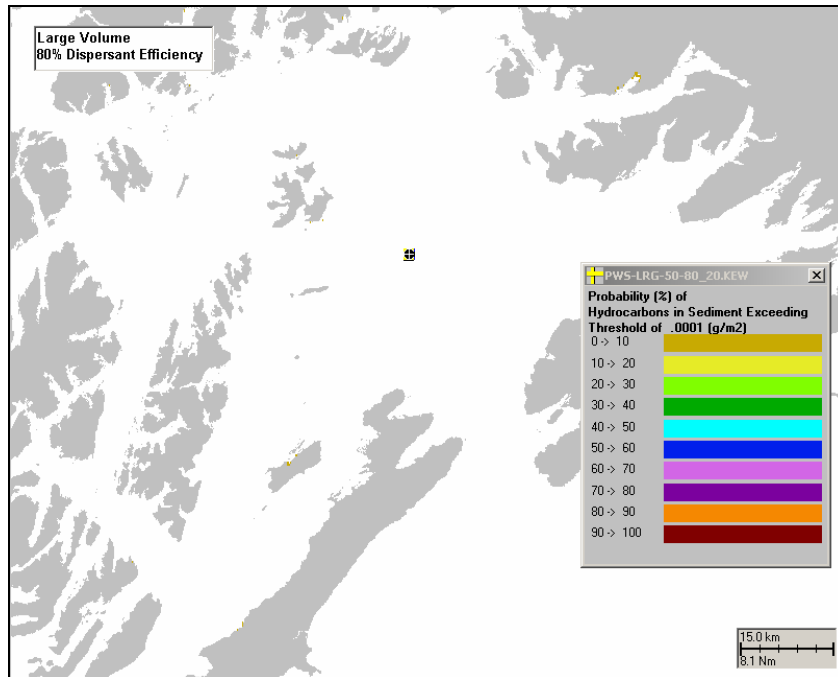 Large Volume
80% Dispersant Efficiency
PWS-LRG-50-80_20.KEW
Probability (%) of
Hydrocarbons in Sediment Exceeding
Threshold of .0001 (g/m2)
0 -> 10
10 -> 20
20 -> 30
30 -> 40
40 -> 50
50 -> 60
60 -> 70
70 -> 80
80 -> 90
90 -> 100
15.0 km
8.1 Nm